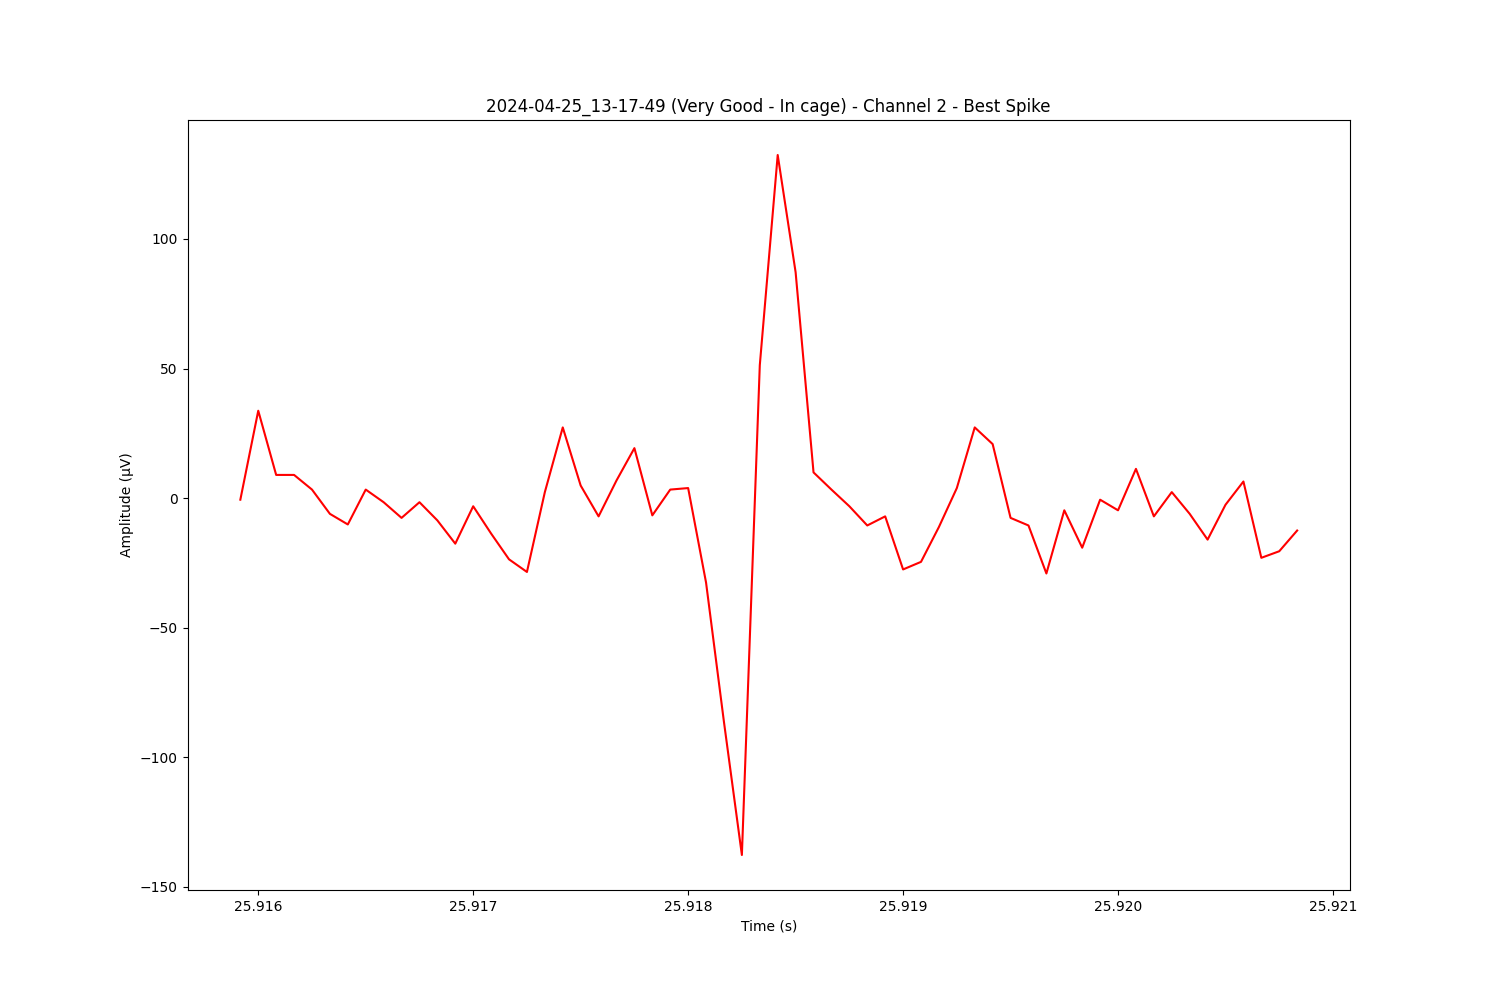 2024-04-25_13-17-49 (Very Good - In cage) - Channel 2 - Best Spike
Amplitude (µV)
100
50
0
−50
−100
−150
25.916 25.917 25.918 25.919 25.920 25.921
Time (s)